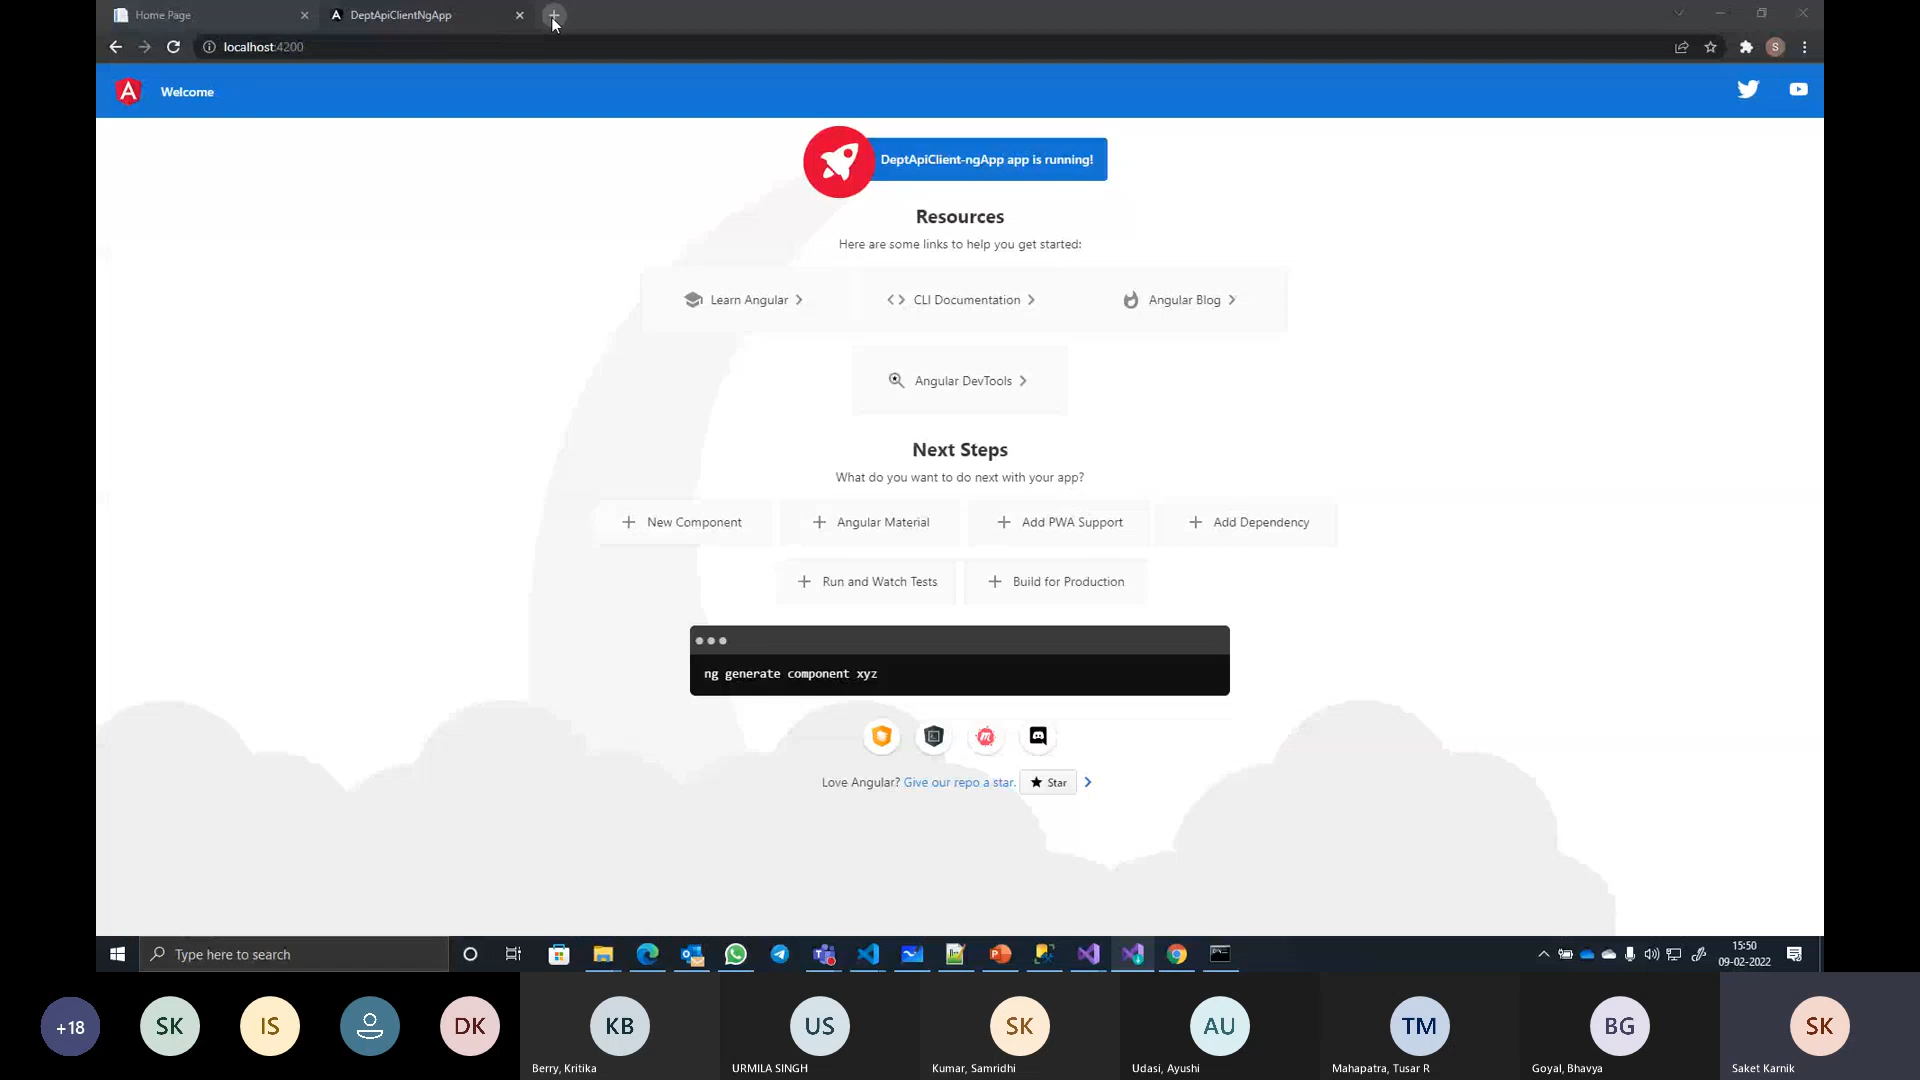 Home Page
DeptApiClientNgApp
localhost:4200
S
A
Welcome
DeptApiClient-ngApp app is running!
Resources
Here are some links to help you get started:
Learn Angular
CLI Documentation
Angular Blog
Angular DevTools
Next Steps
What do you want to do next with your app?
New Component
Angular Material
Add PWA Support
Add Dependency
Run and Watch Tests
Build for Production
ng generate component xyz
Love Angular? Give our repo a star. Star
Type here to search
15:50
09-02-2022
+18
SK
IS
DK
KB
US
SK
AU
TM
BG
SK
Berry, Kritika
URMILA SINGH
Kumar, Samridhi
Udasi, Ayushi
Mahapatra, Tusar R
Goyal, Bhavya
Saket Karnik